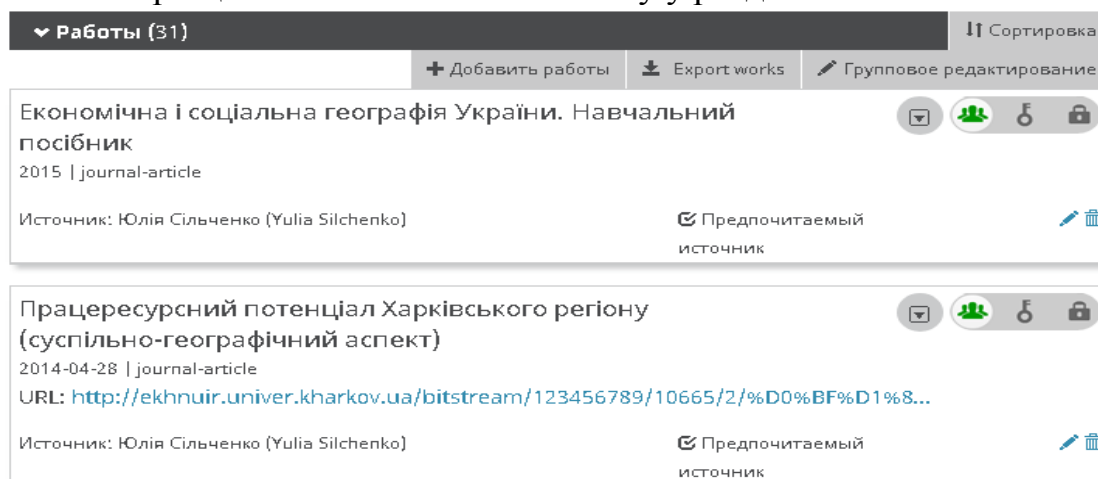 Работы (31)
Сортировка
Добавить работы
Export works
Групповое редактирование
Економічна і соціальна географія України. Навчальний
посібник
2015 | journal-article
Источник: Юлія Сільченко (Yulia Silchenko)
Предпочитаемый
источник
Працересурсний потенціал Харківського регіону
(суспільно-географічний аспект)
2014-04-28 | journal-article
URL: http://ekhnuir.univer.kharkov.ua/bitstream/123456789/10665/2/%D0%BF%D1%8...
Источник: Юлія Сільченко (Yulia Silchenko)
Предпочитаемый
источник